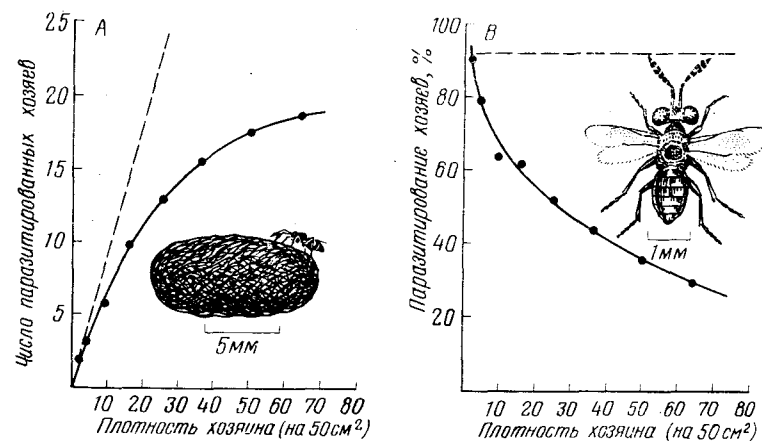 A
Число паразитированных хозяев
25
20
15
10
5
10 20 30 40 50 60 70 80
Плотность хозяина (на 50 см²)
5мм
B
Паразитирование хозяев, %
100
80
60
40
20
10 20 30 40 50 60 70 80
Плотность хозяина (на 50см²)
1мм